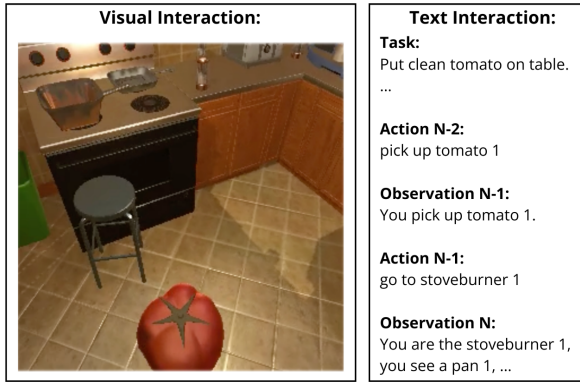 Visual Interaction:
Text Interaction:
Task:
Put clean tomato on table.
...
Action N-2:
pick up tomato 1
Observation N-1:
You pick up tomato 1.
Action N-1:
go to stoveburner 1
Observation N:
You are the stoveburner 1,
you see a pan 1, ...